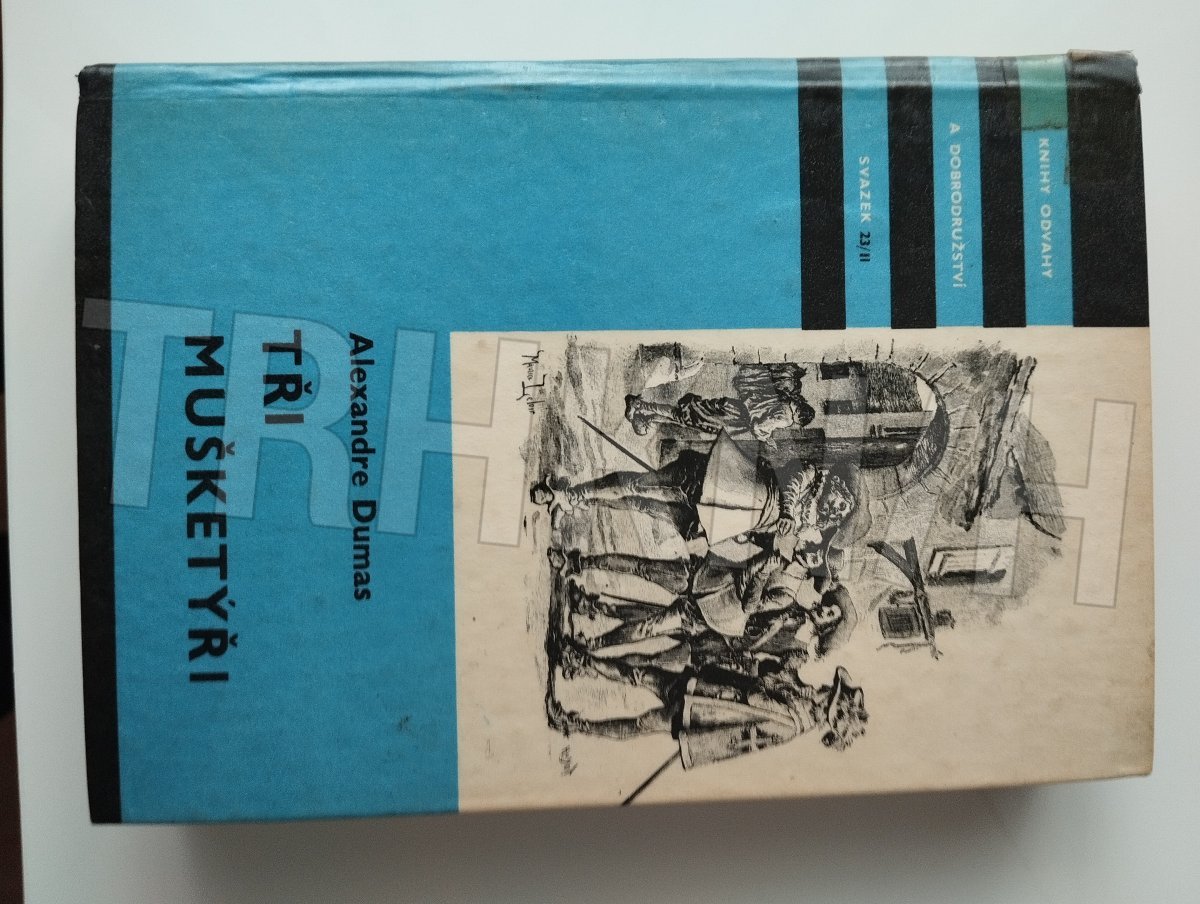 KNIHY ODVAHY
A DOBRODRUŽSTVÍ
SVAZEK 23/II
Alexandre Dumas
TŘI
MUŠKETÝŘI